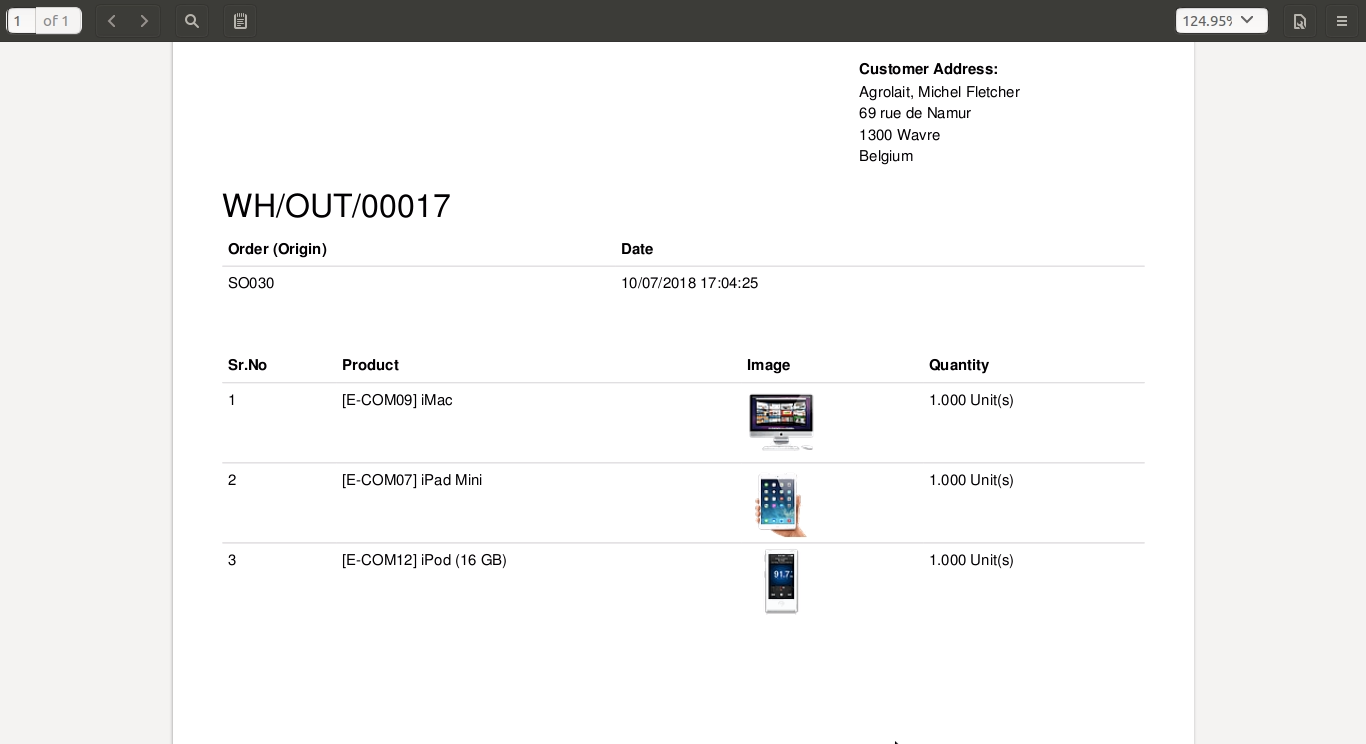 1 of 1
124.95%
Customer Address:
Agrolait, Michel Fletcher
69 rue de Namur
1300 Wavre
Belgium
WH/OUT/00017
Order (Origin) Date
SO030 10/07/2018 17:04:25
Sr.No Product Image Quantity
1 [E-COM09] iMac 1.000 Unit(s)
2 [E-COM07] iPad Mini 1.000 Unit(s)
3 [E-COM12] iPod (16 GB) 91.7 1.000 Unit(s)